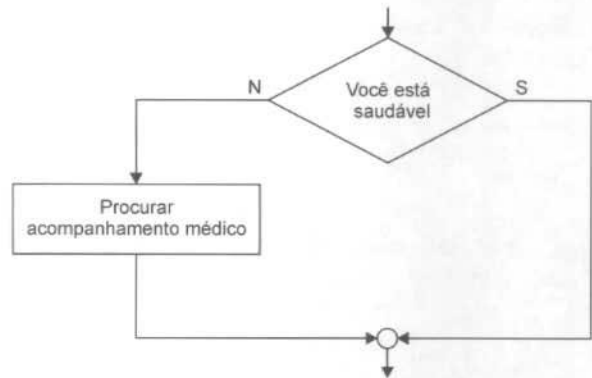 N
Você está
saudável
S
Procurar
acompanhamento médico